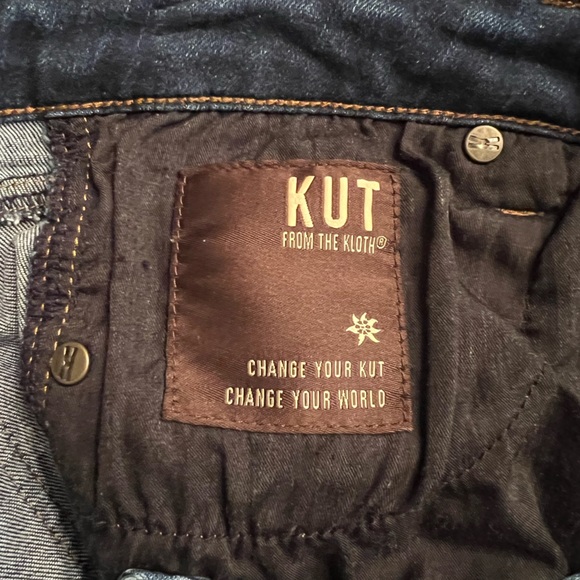 KUT
FROM THE KLOTH®
CHANGE YOUR KUT
CHANGE YOUR WORLD